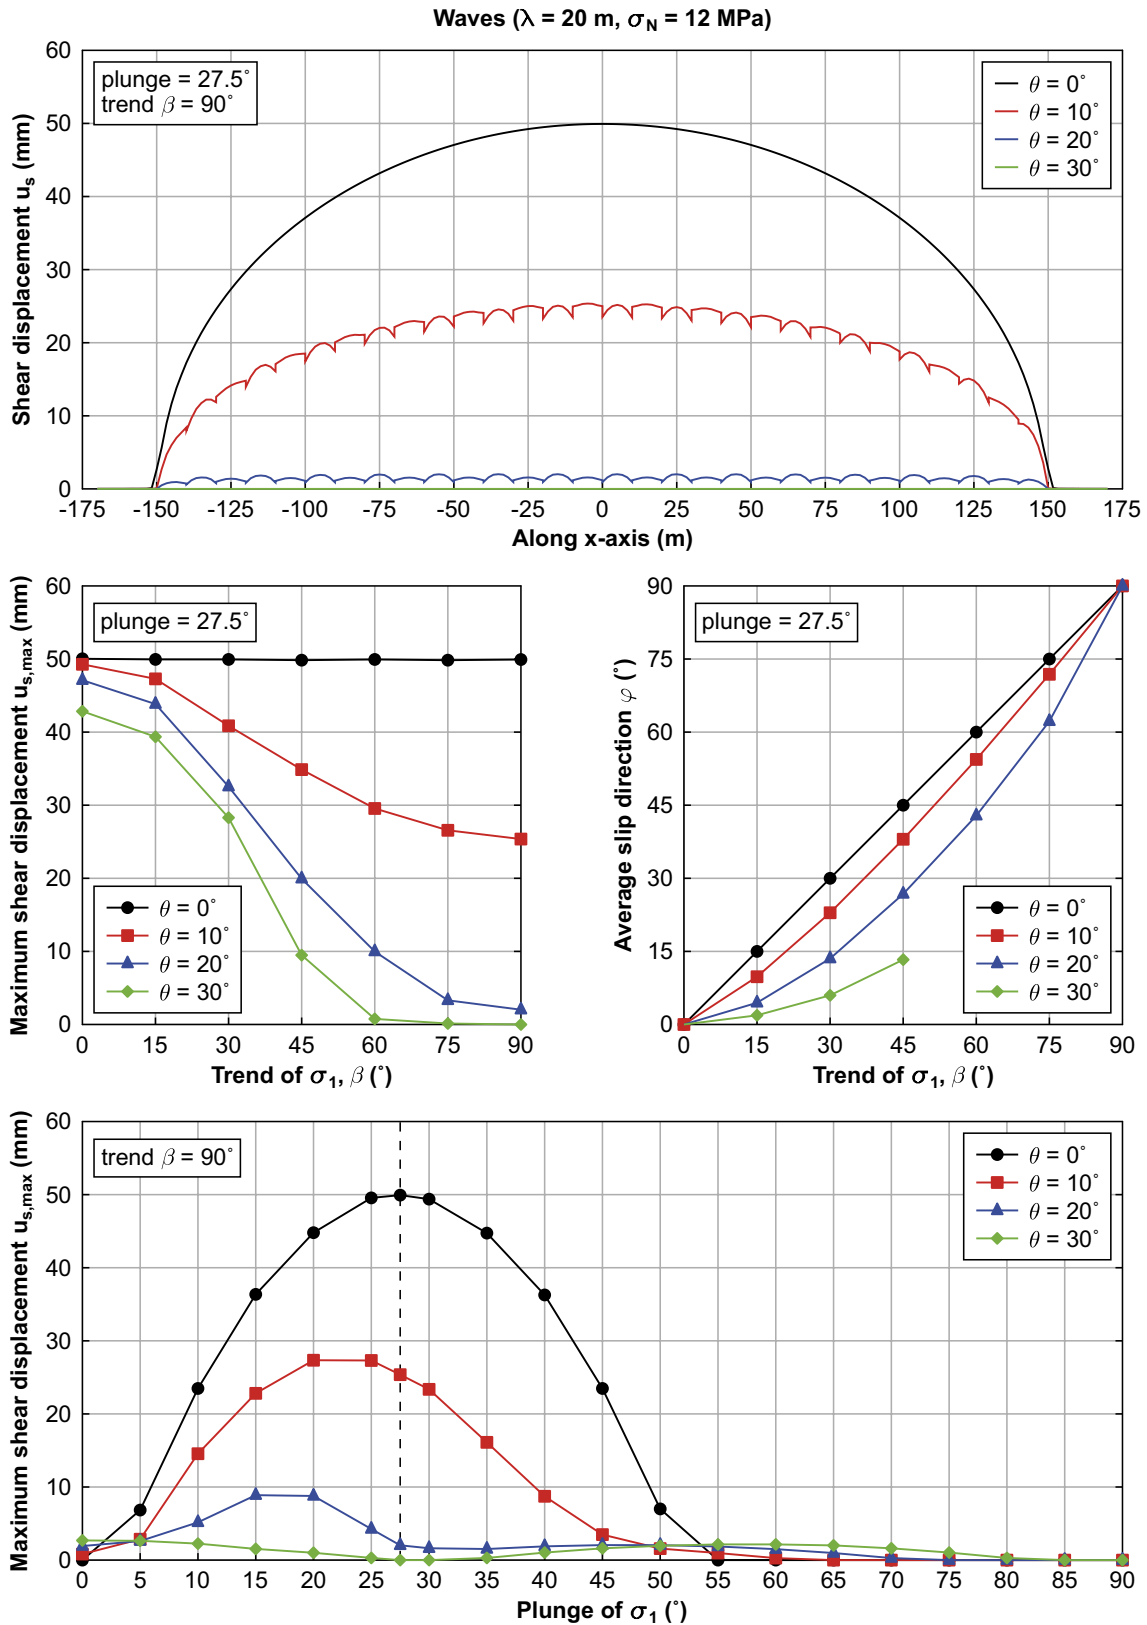 Waves (λ = 20 m, σN = 12 MPa)
Shear displacement us (mm)
60
50
40
30
20
10
0
plunge = 27.5°
trend β = 90°
θ = 0°
θ = 10°
θ = 20°
θ = 30°
-175 -150 -125 -100 -75 -50 -25 0 25 50 75 100 125 150 175
Along x-axis (m)
Maximum shear displacement us,max (mm)
60
50
40
30
20
10
0
plunge = 27.5°
θ = 0°
θ = 10°
θ = 20°
θ = 30°
0 15 30 45 60 75 90
Trend of σ1, β (°)
Average slip direction φ (°)
90
75
60
45
30
15
0
plunge = 27.5°
θ = 0°
θ = 10°
θ = 20°
θ = 30°
0 15 30 45 60 75 90
Trend of σ1, β (°)
Maximum shear displacement us,max (mm)
60
50
40
30
20
10
0
trend β = 90°
θ = 0°
θ = 10°
θ = 20°
θ = 30°
0 5 10 15 20 25 30 35 40 45 50 55 60 65 70 75 80 85 90
Plunge of σ1 (°)